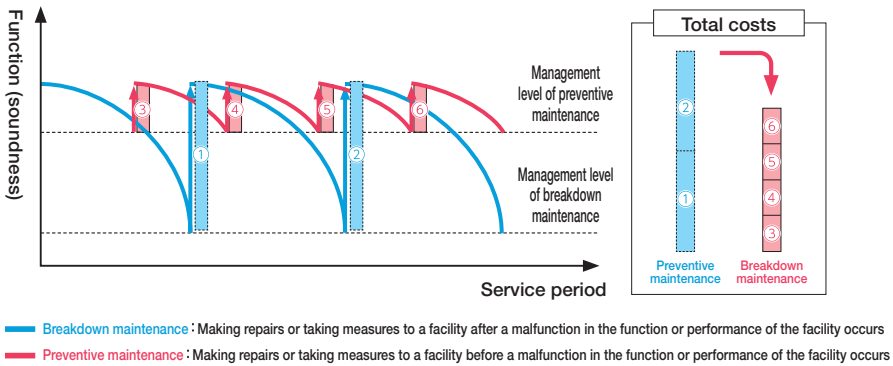 Function (soundness)
③
①
④
⑤
②
⑥
Management
level of preventive
maintenance
Management level
of breakdown
maintenance
Service period
Total costs
②
①
⑥
⑤
④
③
Preventive
maintenance
Breakdown
maintenance
Breakdown maintenance : Making repairs or taking measures to a facility after a malfunction in the function or performance of the facility occurs
Preventive maintenance : Making repairs or taking measures to a facility before a malfunction in the function or performance of the facility occurs